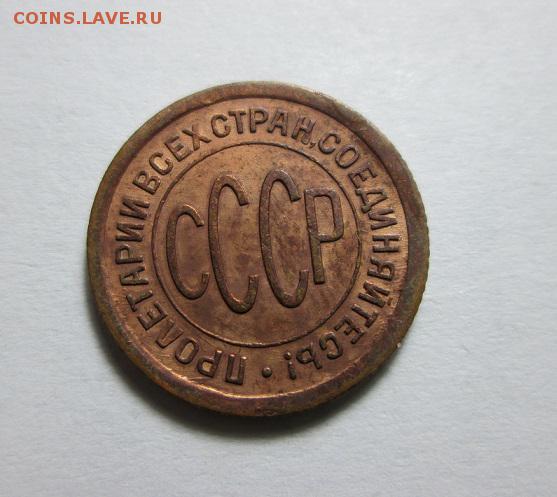 COINS.LAVE.RU
ПРОЛЕТАРИИ ВСЕХ СТРАН, СОЕДИНЯЙТЕСЬ! •
СССР